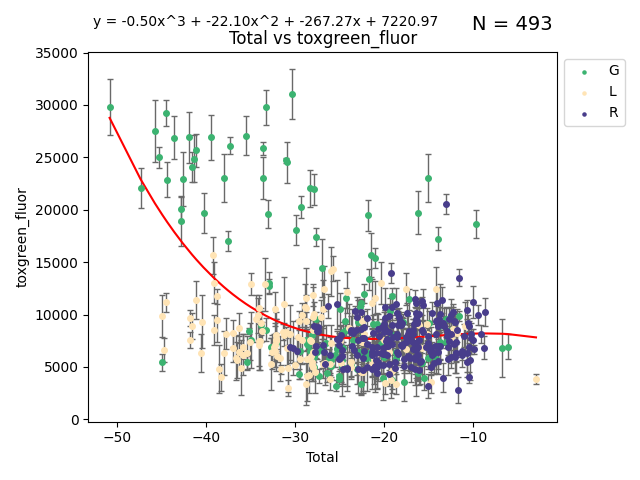 y = -0.50x^3 + -22.10x^2 + -267.27x + 7220.97
N = 493
Total vs toxgreen_fluor
G
L
R
toxgreen_fluor
35000
30000
25000
20000
15000
10000
5000
0
−50
−40
−30
−20
−10
Total